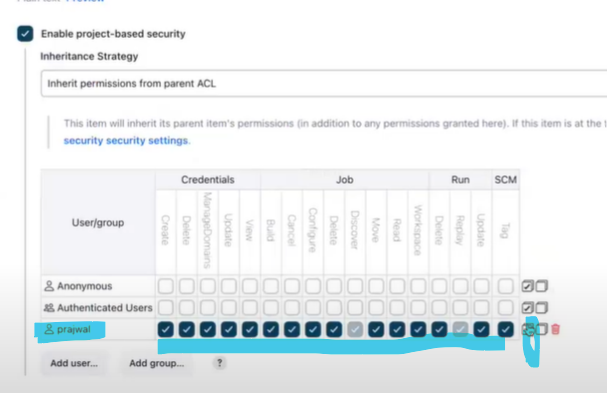 Preview
Enable project-based security
Inheritance Strategy
Inherit permissions from parent ACL
This item will inherit its parent item's permissions (in addition to any permissions granted here). If this item is at the
security security settings.
User/group
Credentials Job Run SCM
Create Delete ManageDomains Update View Build Cancel Configure Delete Discover Move Read Workspace Delete Replay Update Tag
Anonymous
Authenticated Users
prajwal
Add user... Add group... ?